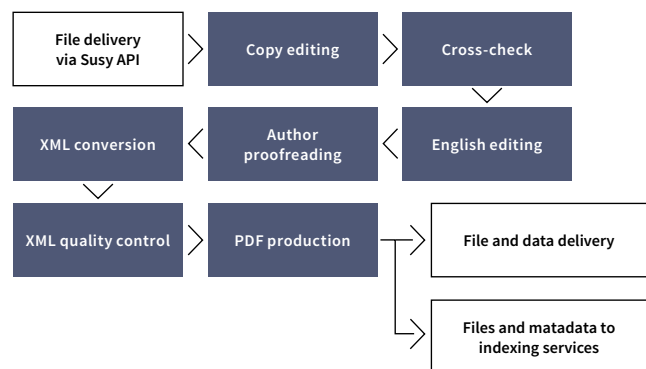 File delivery
via Susy API
Copy editing
Cross-check
English editing
Author
proofreading
XML conversion
XML quality control
PDF production
File and data delivery
Files and matadata to
indexing services